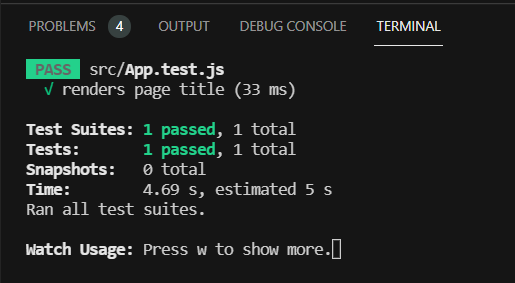 PROBLEMS 4 OUTPUT DEBUG CONSOLE TERMINAL
PASS src/App.test.js
√ renders page title (33 ms)
Test Suites: 1 passed, 1 total
Tests: 1 passed, 1 total
Snapshots: 0 total
Time: 4.69 s, estimated 5 s
Ran all test suites.
Watch Usage: Press w to show more.